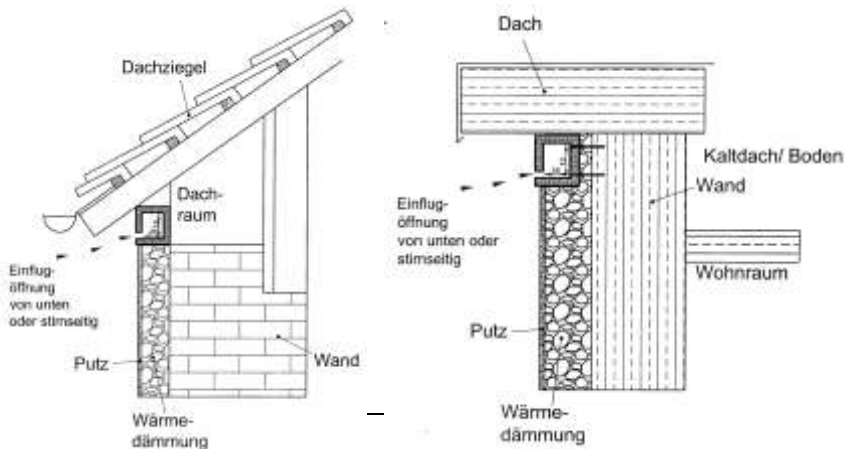 Dachziegel
Dach-
raum
Einflug-
öffnung
von unten
oder stirnseitig
Putz
Wand
Wärme-
dämmung
Dach
Kaltdach/ Boden
Wand
Einflug-
öffnung
von unten oder
stirnseitig
Wohnraum
Putz
Wärme-
dämmung